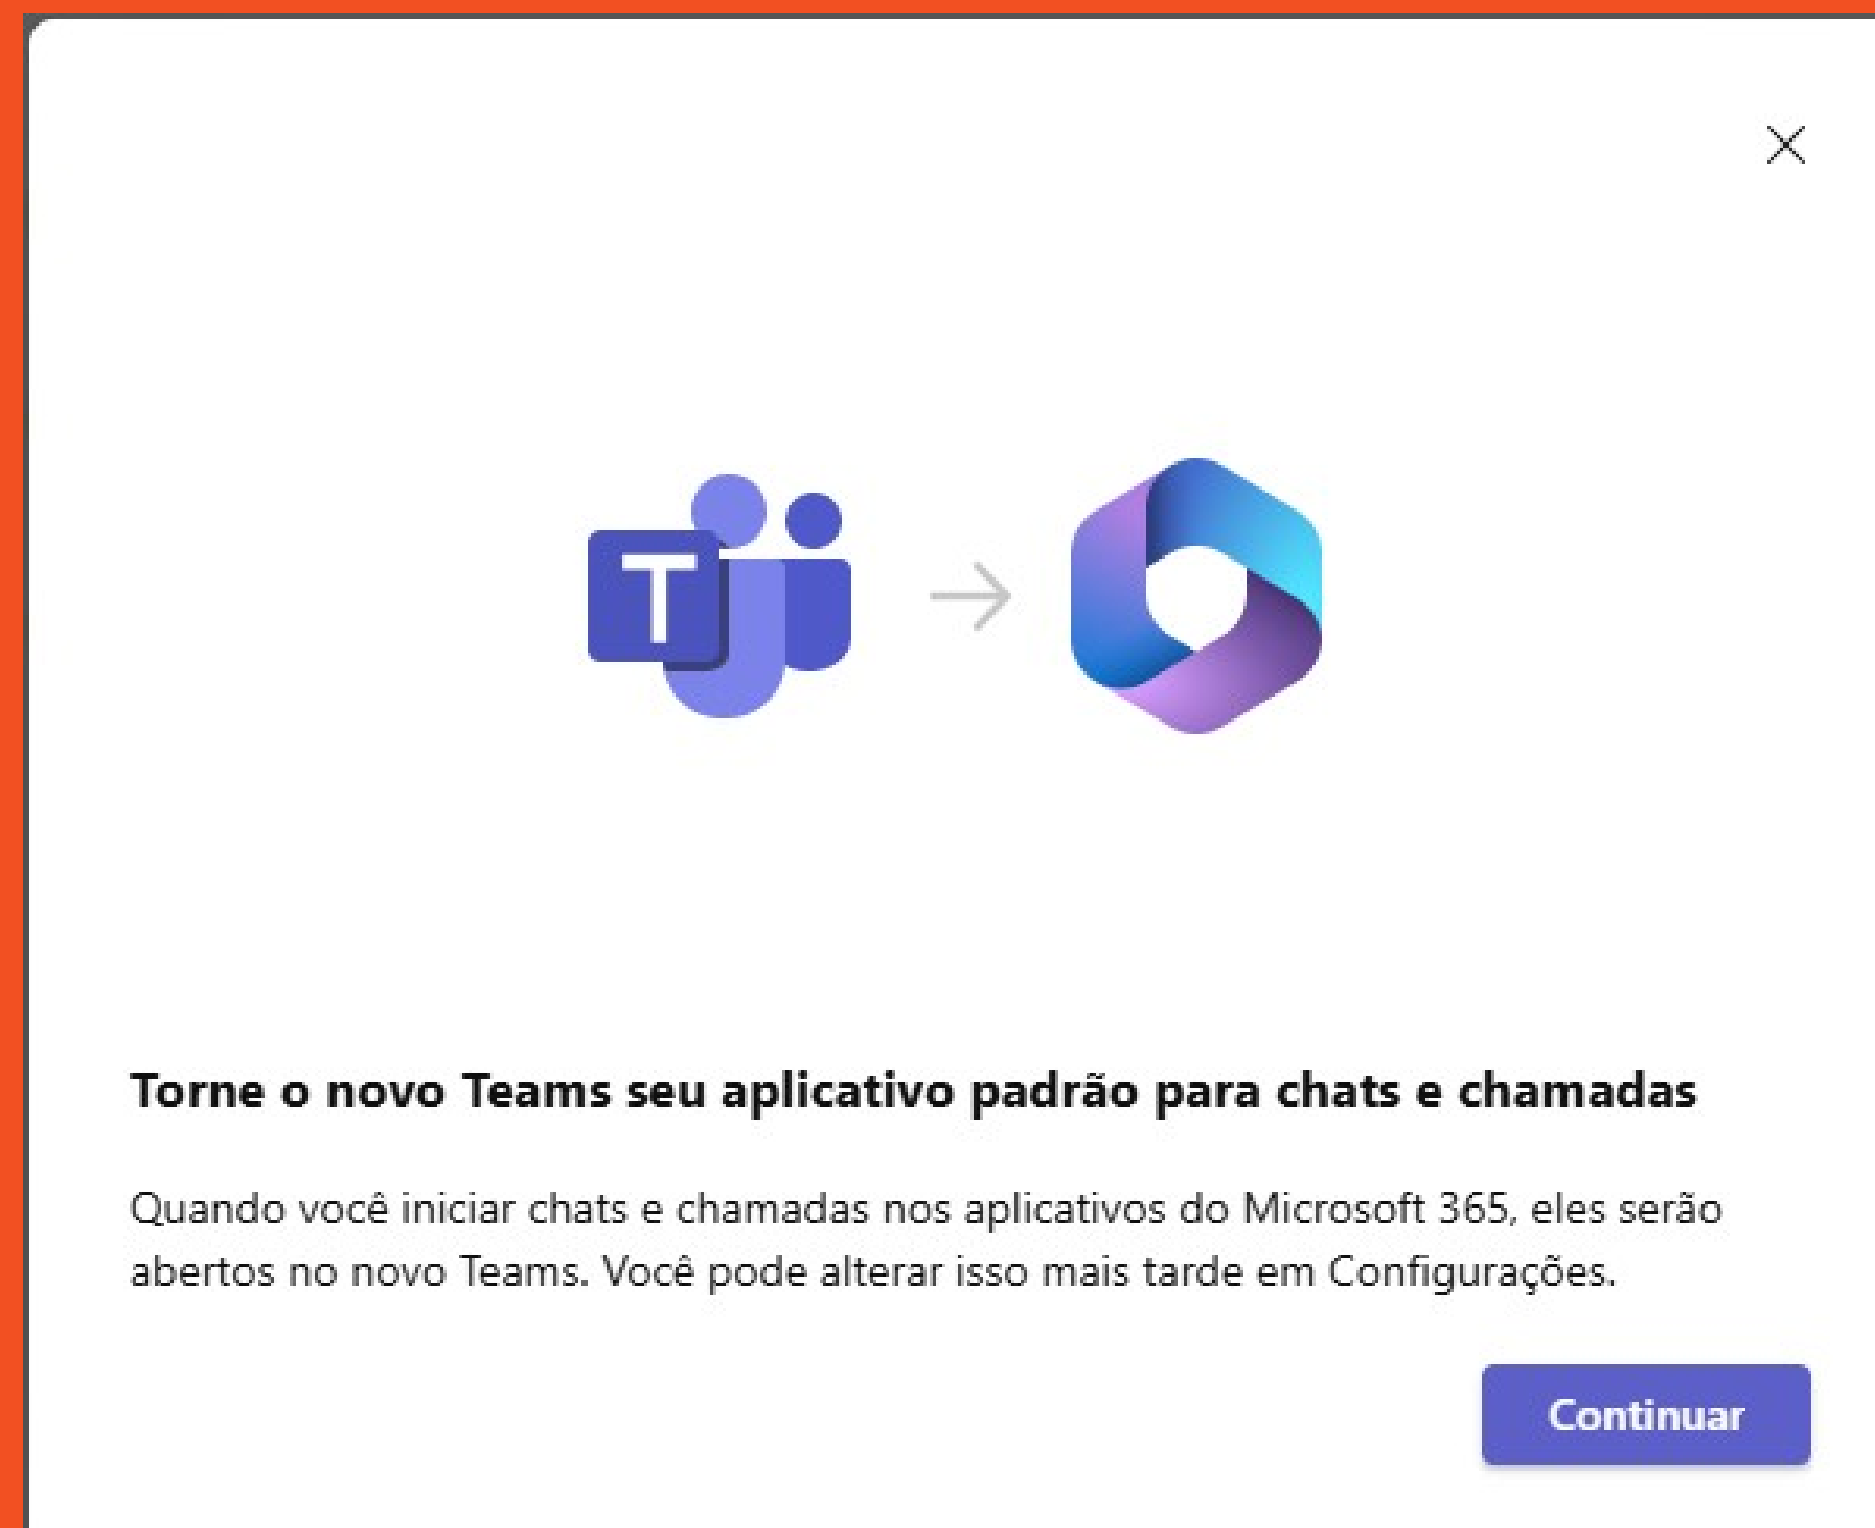 T
Torne o novo Teams seu aplicativo padrão para chats e chamadas
Quando você iniciar chats e chamadas nos aplicativos do Microsoft 365, eles serão
abertos no novo Teams. Você pode alterar isso mais tarde em Configurações.
Continuar